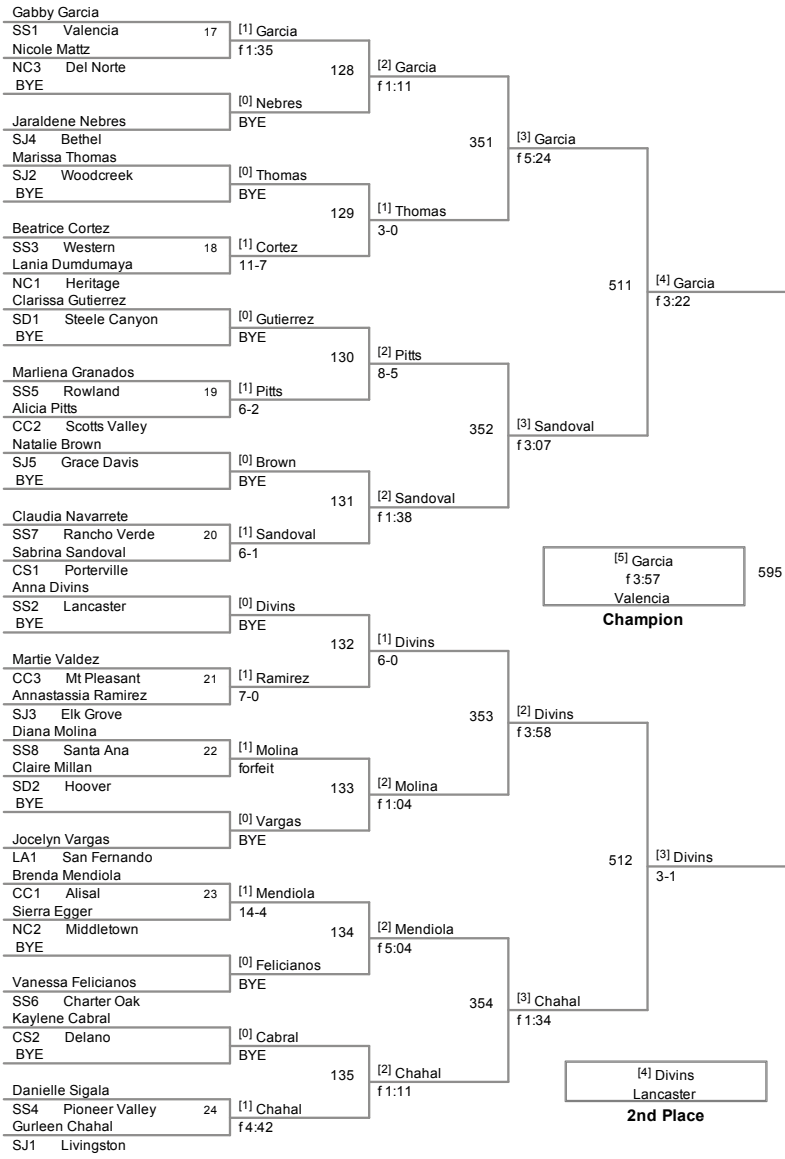 Gabby Garcia
SS1 Valencia 17 [1] Garcia
Nicole Mattz f 1:35
NC3 Del Norte 128 [2] Garcia
BYE f 1:11
[0] Nebres
Jaraldene Nebres BYE
SJ4 Bethel 351 [3] Garcia
Marissa Thomas f 5:24
SJ2 Woodcreek [0] Thomas
BYE BYE
129 [1] Thomas
Beatrice Cortez 3-0
SS3 Western 18 [1] Cortez
Lania Dumdumaya 11-7
NC1 Heritage 511 [4] Garcia
Clarissa Gutierrez f 3:22
SD1 Steele Canyon [0] Gutierrez
BYE BYE
130 [2] Pitts
Marliena Granados 8-5
SS5 Rowland 19 [1] Pitts
Alicia Pitts 6-2
CC2 Scotts Valley 352 [3] Sandoval
Natalie Brown f 3:07
SJ5 Grace Davis [0] Brown
BYE BYE
131 [2] Sandoval
Claudia Navarrete f 1:38
SS7 Rancho Verde 20 [1] Sandoval
Sabrina Sandoval 6-1
CS1 Porterville [5] Garcia
Anna Divins f 3:57 595
SS2 Lancaster [0] Divins Valencia
BYE BYE Champion
132 [1] Divins
Martie Valdez 6-0
CC3 Mt Pleasant 21 [1] Ramirez
Annastassia Ramirez 7-0
SJ3 Elk Grove 353 [2] Divins
Diana Molina f 3:58
SS8 Santa Ana 22 [1] Molina
Claire Millan forfeit
SD2 Hoover 133 [2] Molina
BYE f 1:04
[0] Vargas
Jocelyn Vargas BYE
LA1 San Fernando 512 [3] Divins
Brenda Mendiola 3-1
CC1 Alisal 23 [1] Mendiola
Sierra Egger 14-4
NC2 Middletown 134 [2] Mendiola
BYE f 5:04
[0] Felicianos
Vanessa Felicianos BYE
SS6 Charter Oak 354 [3] Chahal
Kaylene Cabral f 1:34
CS2 Delano [0] Cabral
BYE BYE
135 [2] Chahal [4] Divins
Danielle Sigala f 1:11 Lancaster
SS4 Pioneer Valley 24 [1] Chahal 2nd Place
Gurleen Chahal f 4:42
SJ1 Livingston